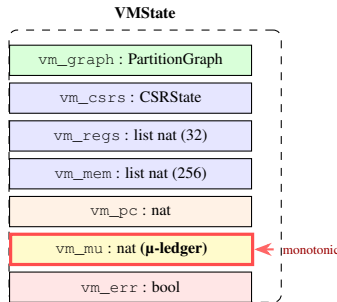 VMState
vm_graph : PartitionGraph
vm_csrs : CSRState
vm_regs : list nat (32)
vm_mem : list nat (256)
vm_pc : nat
vm_mu : nat (μ-ledger)
monotonic
vm_err : bool